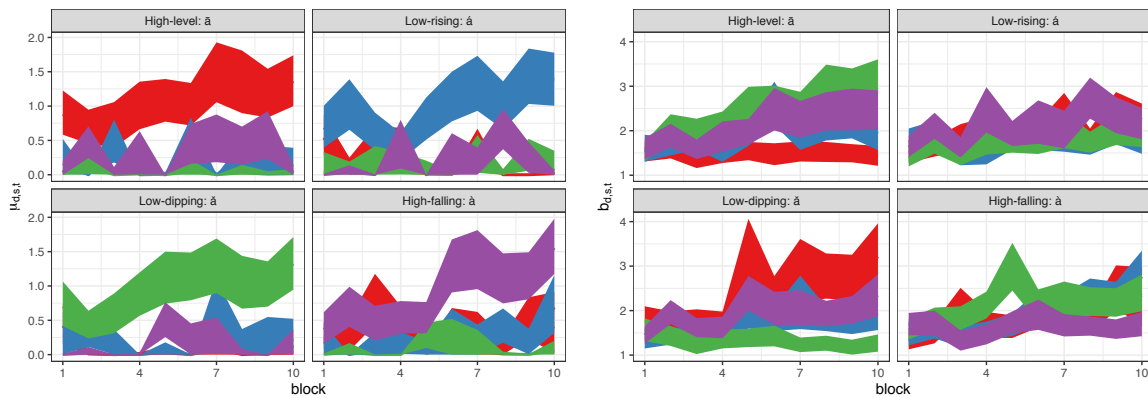 High-level: ā
Low-rising: á
2.0
1.5
1.0
0.5
0.0
Low-dipping: ǎ
High-falling: à
2.0
1.5
1.0
0.5
0.0
1 4 7 10
1 4 7 10
block
μd,s,t
High-level: ā
Low-rising: á
4
3
2
1
Low-dipping: ǎ
High-falling: à
4
3
2
1
1 4 7 10
1 4 7 10
block
bd,s,t